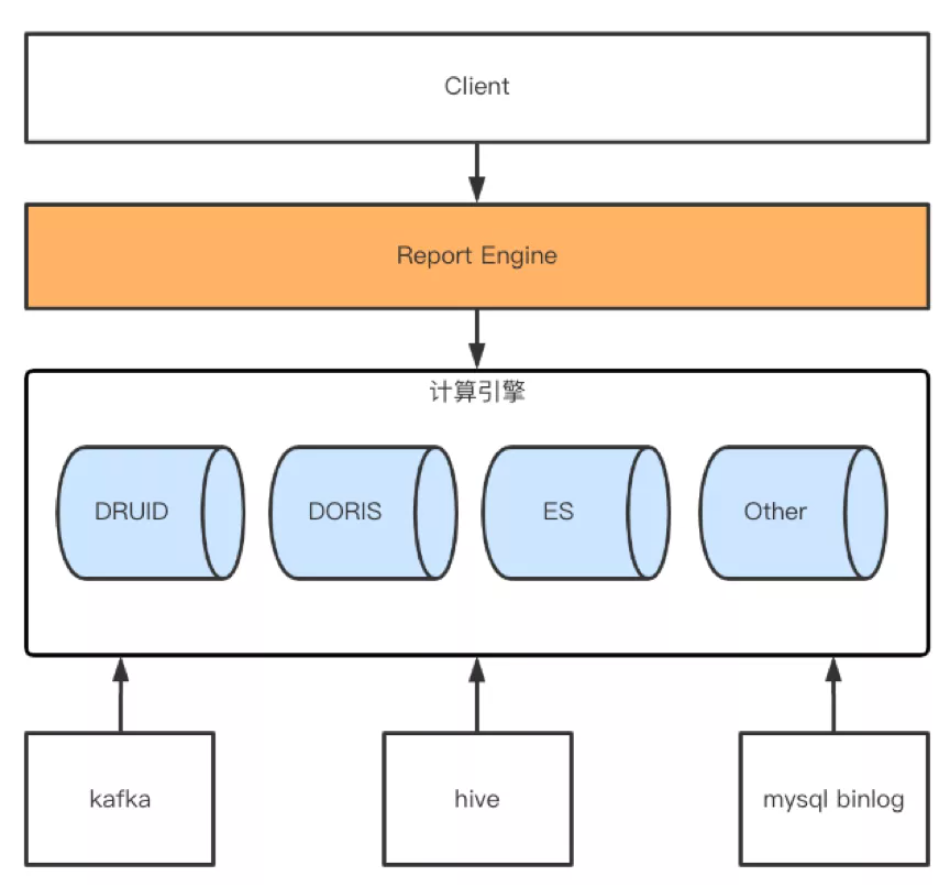 Client
Report Engine
计算引擎
DRUID
DORIS
ES
Other
kafka
hive
mysql binlog